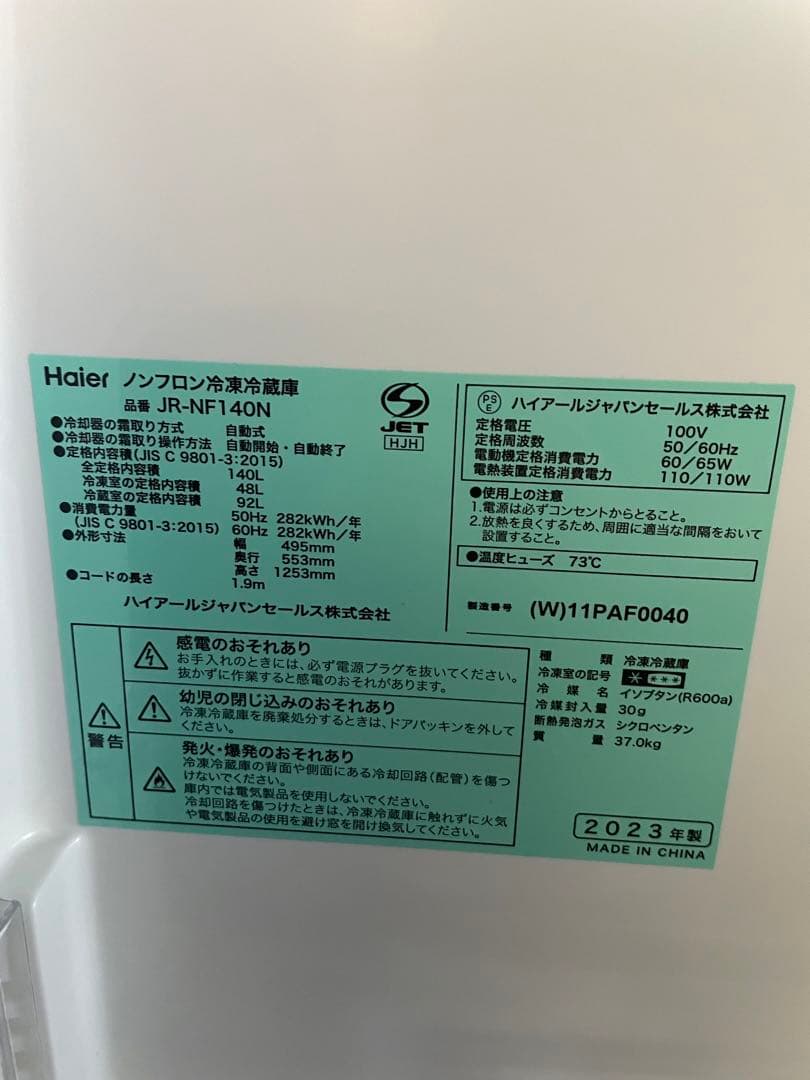 Haier ノンフロン冷凍冷蔵庫
品番 JR-NF140N
●冷却器の霜取り方式 自動式
●冷却器の霜取り操作方法 自動開始・自動終了
●定格内容積(JIS C 9801-3:2015)
全定格内容積 140L
冷凍室の定格内容積 48L
冷蔵室の定格内容積 92L
●消費電力量 50Hz 282kWh/年
(JIS C 9801-3:2015) 60Hz 282kWh/年
●外形寸法 幅 495mm
奥行 553mm
高さ 1253mm
●コードの長さ 1.9m
ハイアールジャパンセールス株式会社
S
JET
HJH
PSE ハイアールジャパンセールス株式会社
定格電圧 100V
定格周波数 50/60Hz
電動機定格消費電力 60/65W
電熱装置定格消費電力 110/110W
●使用上の注意
1.電源は必ずコンセントからとること。
2.放熱を良くするため、周囲に適当な間隔をおいて
設置すること。
●温度ヒューズ 73℃
製造番号 (W)11PAF0040
警告
感電のおそれあり
お手入れのときには、必ず電源プラグを抜いてください。
抜かずに作業すると感電のおそれがあります。
幼児の閉じ込みのおそれあり
冷凍冷蔵庫を廃棄処分するときは、ドアパッキンを外して
ください。
発火・爆発のおそれあり
冷凍冷蔵庫の背面や側面にある冷却回路(配管)を傷つ
けないでください。
庫内では電気製品を使用しないでください。
冷却回路を傷つけたときは、冷凍冷蔵庫に触れずに火気
や電気製品の使用を避け窓を開け換気してください。
種類 冷凍冷蔵庫
冷凍室の記号 * ***
冷媒名 イソブタン(R600a)
冷媒封入量 30g
断熱発泡ガス シクロペンタン
質量 37.0kg
2023年製
MADE IN CHINA